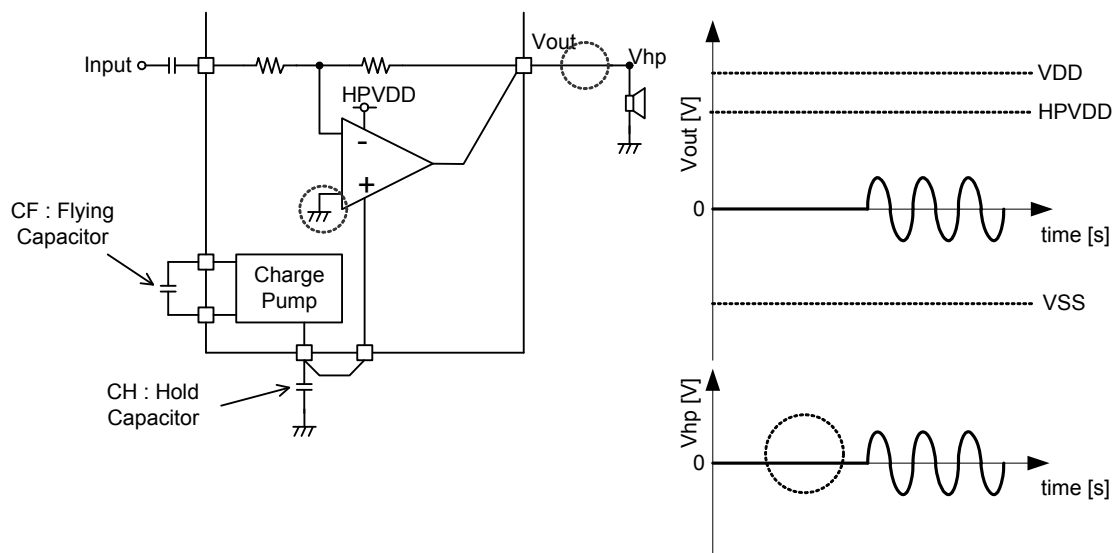 Input
Vout
Vhp
HPVDD
-
+
CF : Flying
Capacitor
Charge
Pump
CH : Hold
Capacitor
Vout [V]
VDD
HPVDD
0
time [s]
VSS
Vhp [V]
0
time [s]